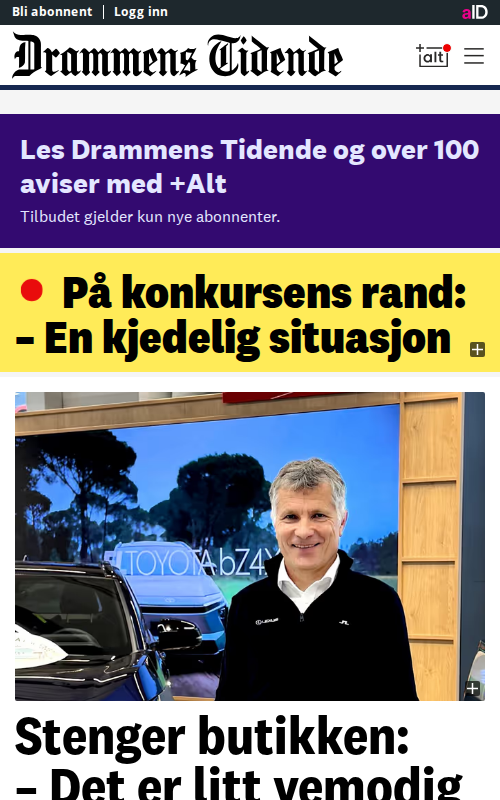 Bli abonnent | Logg inn
aID
Drammens Tidende
+alt
Les Drammens Tidende og over 100
aviser med +Alt
Tilbudet gjelder kun nye abonnenter.
På konkursens rand:
– En kjedelig situasjon
TOYOTA bZ4X
LEXUS
Stenger butikken:
– Det er litt vemodig